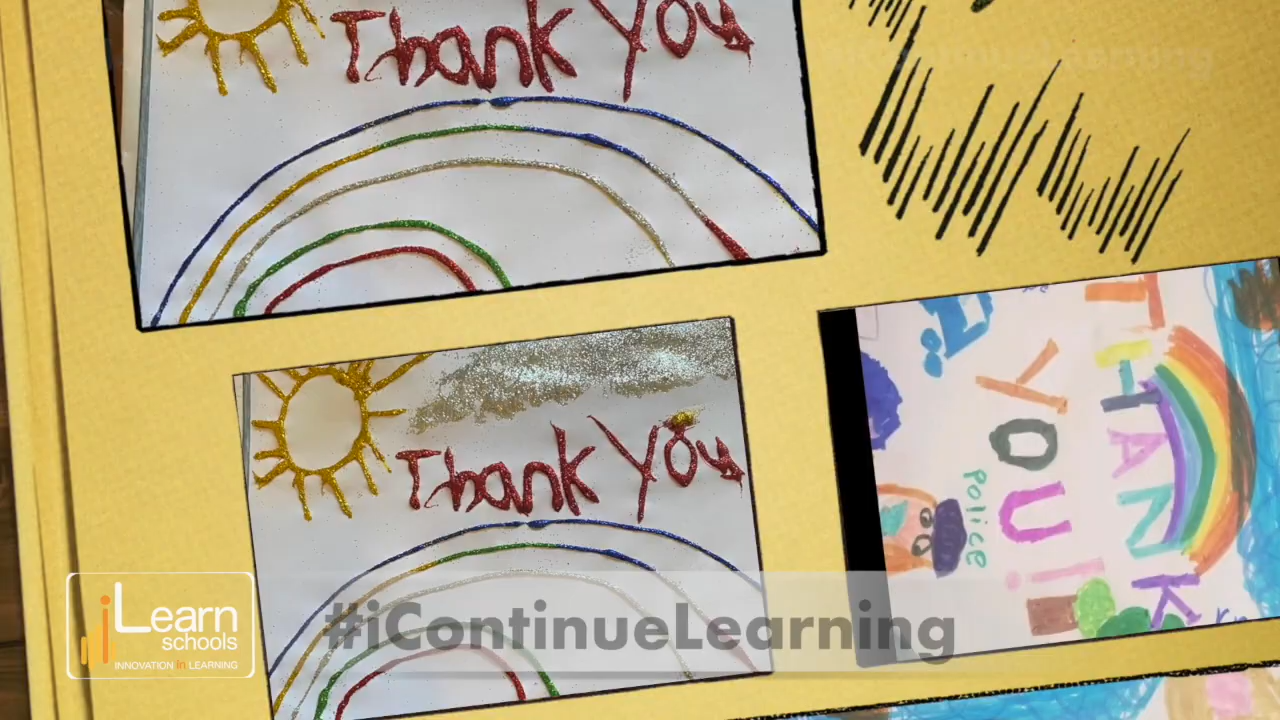 Thank You
Thank You
THANK
YOU!!
POLICE
iLearn
schools
INNOVATION in LEARNING
#iContinueLearning